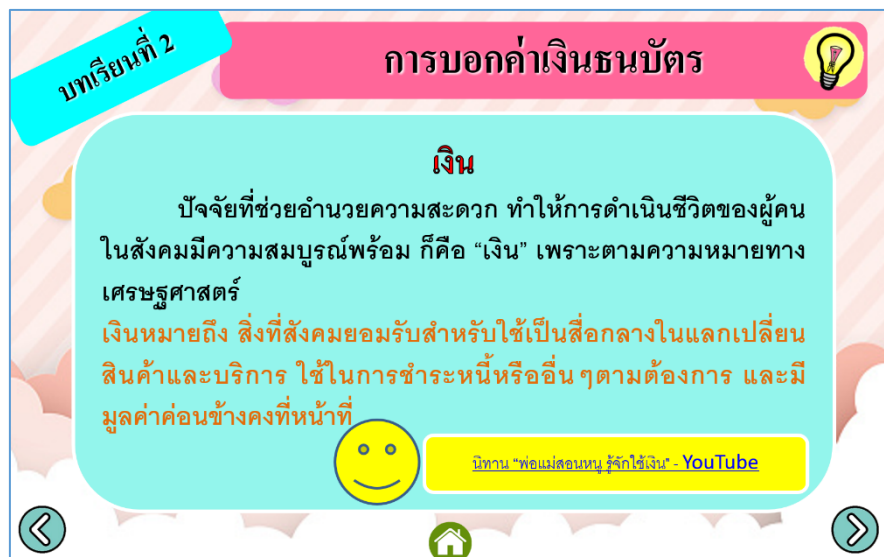 บทเรียนที่ 2
การบอกค่าเงินธนบัตร
เงิน
ปัจจัยที่ช่วยอำนวยความสะดวก ทำให้การดำเนินชีวิตของผู้คน
ในสังคมมีความสมบูรณ์พร้อม ก็คือ “เงิน” เพราะตามความหมายทาง
เศรษฐศาสตร์
เงินหมายถึง สิ่งที่สังคมยอมรับสำหรับใช้เป็นสื่อกลางในแลกเปลี่ยน
สินค้าและบริการ ใช้ในการชำระหนี้หรืออื่นๆตามต้องการ และมี
มูลค่าค่อนข้างคงที่หน้าที่
นิทาน "พ่อแม่สอนหนู รู้จักใช้เงิน" - YouTube